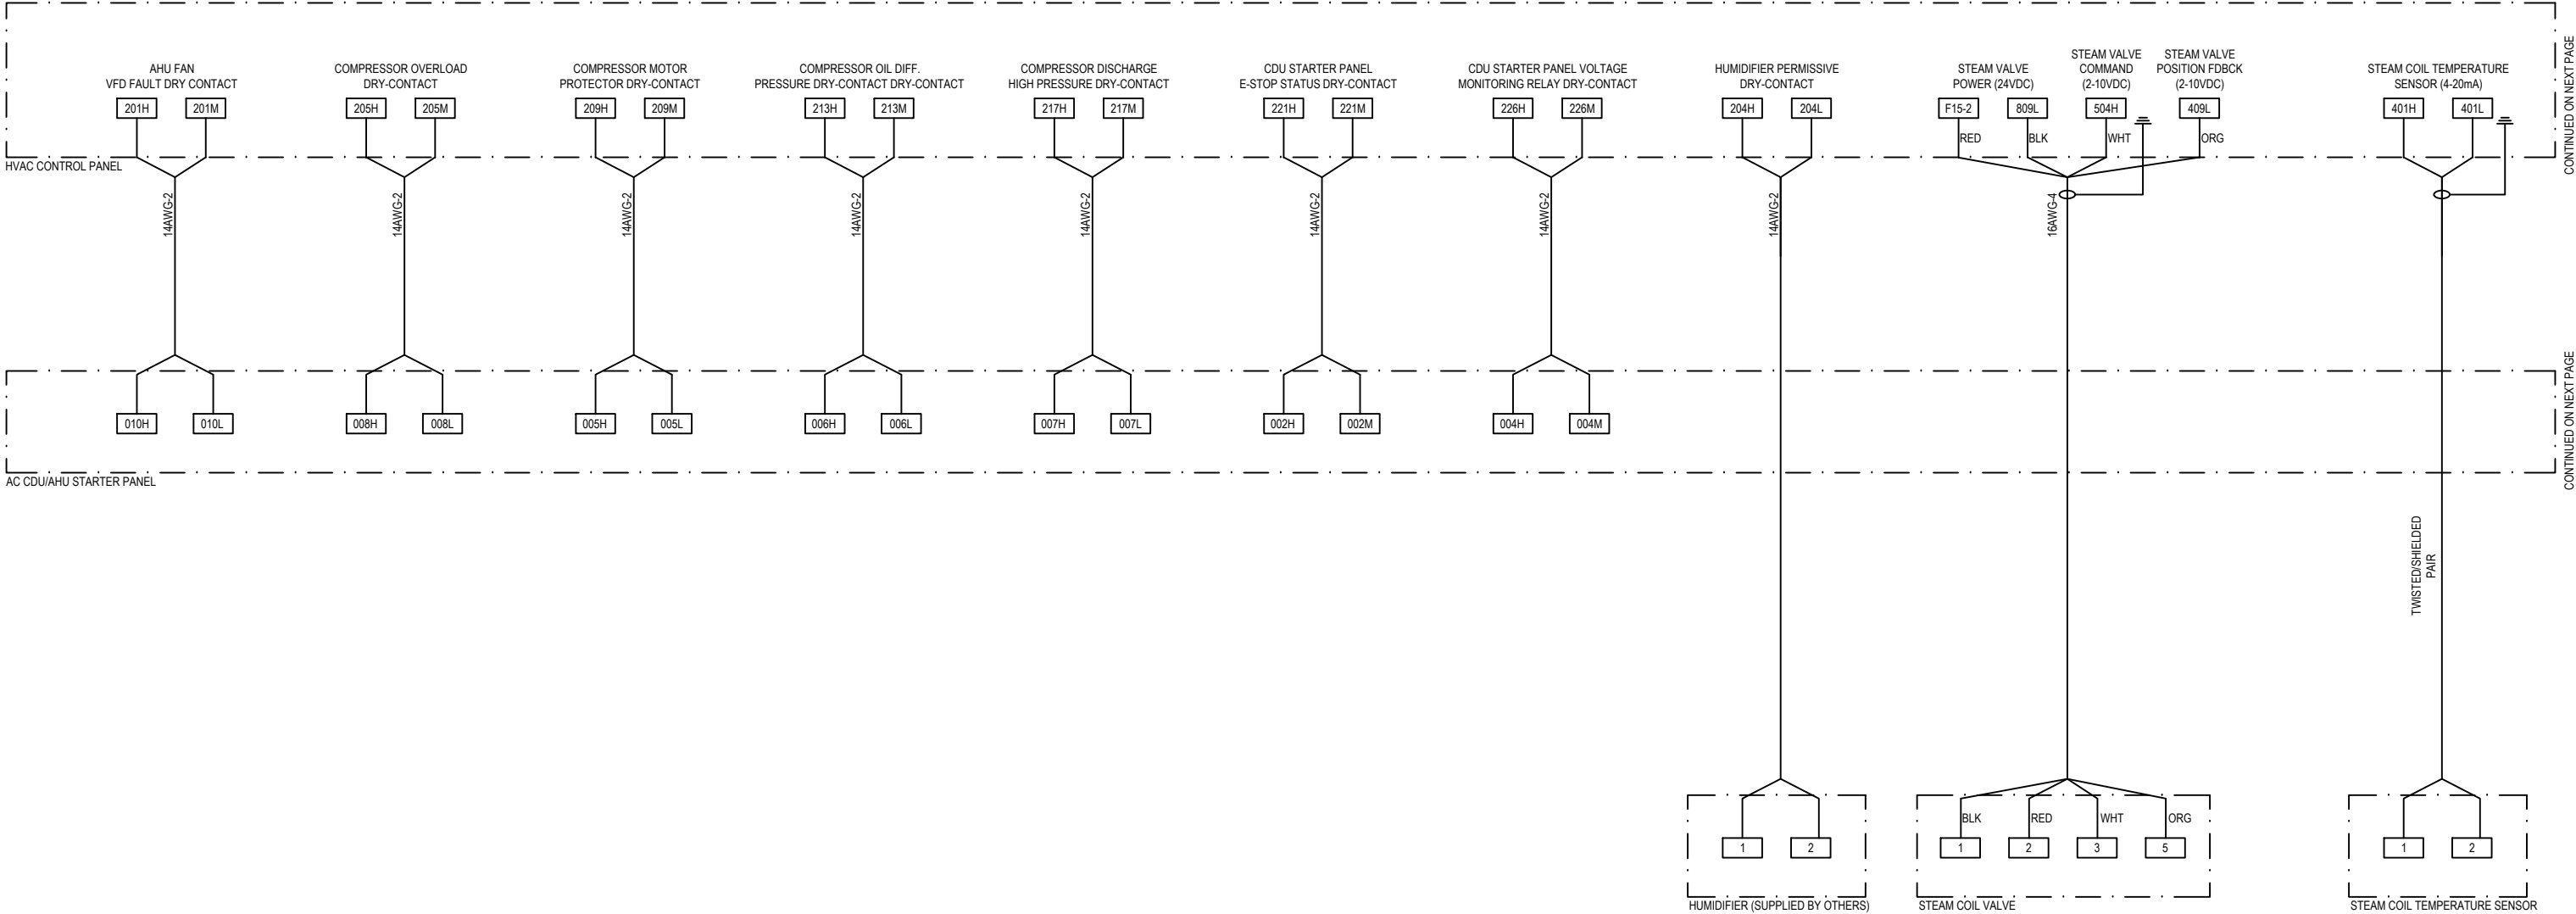 AHU FAN
VFD FAULT DRY CONTACT
201H 201M
COMPRESSOR OVERLOAD
DRY-CONTACT
205H 205M
COMPRESSOR MOTOR
PROTECTOR DRY-CONTACT
209H 209M
COMPRESSOR OIL DIFF.
PRESSURE DRY-CONTACT DRY-CONTACT
213H 213M
COMPRESSOR DISCHARGE
HIGH PRESSURE DRY-CONTACT
217H 217M
CDU STARTER PANEL
E-STOP STATUS DRY-CONTACT
221H 221M
CDU STARTER PANEL VOLTAGE
MONITORING RELAY DRY-CONTACT
226H 226M
HUMIDIFIER PERMISSIVE
DRY-CONTACT
204H 204L
STEAM VALVE
POWER (24VDC)
F15-2 809L
STEAM VALVE
COMMAND
(2-10VDC)
504H
STEAM VALVE
POSITION FDBCK
(2-10VDC)
409L
STEAM COIL TEMPERATURE
SENSOR (4-20mA)
401H 401L
RED BLK WHT ORG
CONTINUED ON NEXT PAGE
HVAC CONTROL PANEL
14AWG-2
14AWG-2
14AWG-2
14AWG-2
14AWG-2
14AWG-2
14AWG-2
14AWG-2
16AWG-4
010H 010L
008H 008L
005H 005L
006H 006L
007H 007L
002H 002M
004H 004M
CONTINUED ON NEXT PAGE
AC CDU/AHU STARTER PANEL
TWISTED/SHIELDED
PAIR
1 2
HUMIDIFIER (SUPPLIED BY OTHERS)
BLK RED WHT ORG
1 2 3 5
STEAM COIL VALVE
1 2
STEAM COIL TEMPERATURE SENSOR